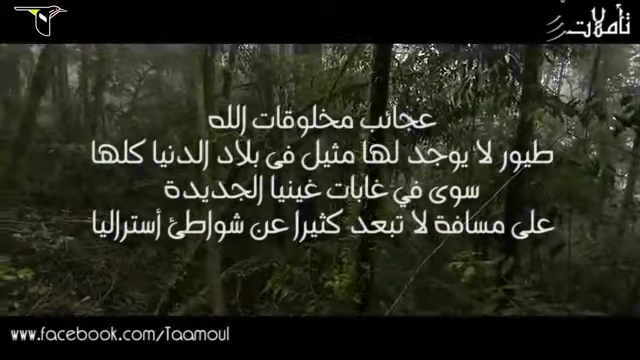 تأملات
عجائب مخلوقات الله
طيور لا يوجد لها مثيل فى بلاد الدنيا كلها
سوى في غابات غينيا الجديدة
على مسافة لا تبعد كثيرا عن شواطئ أستراليا
www.facebook.com/Taamoul